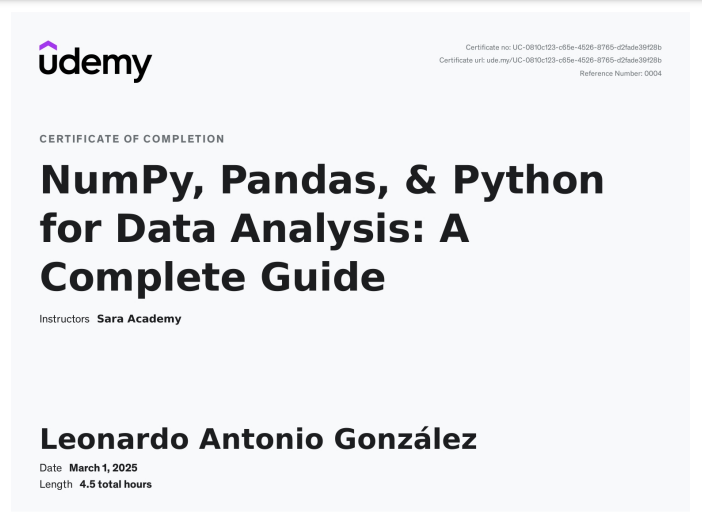 udemy
Certificate no: UC-0810c123-c65e-4526-8765-d2fade39f28b
Certificate url: ude.my/UC-0810c123-c65e-4526-8765-d2fade39f28b
Reference Number: 0004
CERTIFICATE OF COMPLETION
NumPy, Pandas, & Python
for Data Analysis: A
Complete Guide
Instructors Sara Academy
Leonardo Antonio González
Date March 1, 2025
Length 4.5 total hours